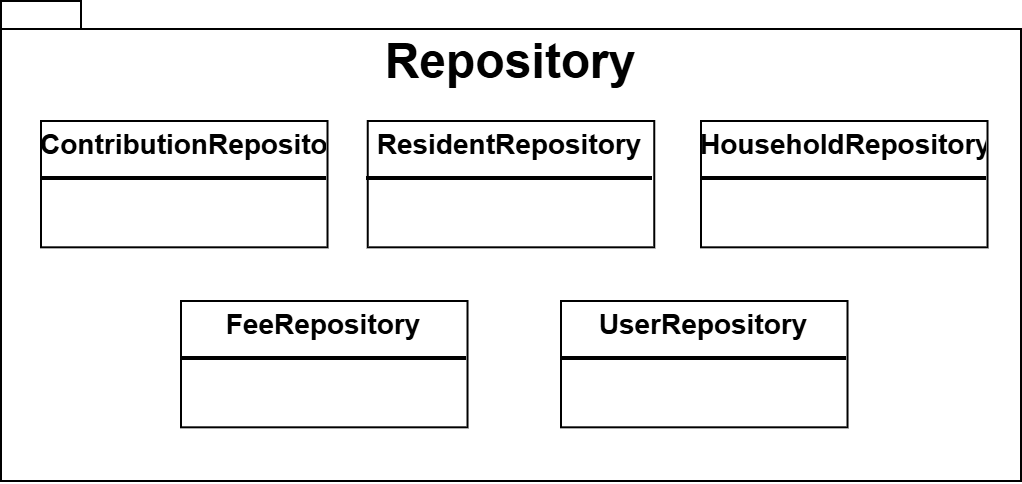 Repository
ContributionReposito
ResidentRepository
HouseholdRepository
FeeRepository
UserRepository